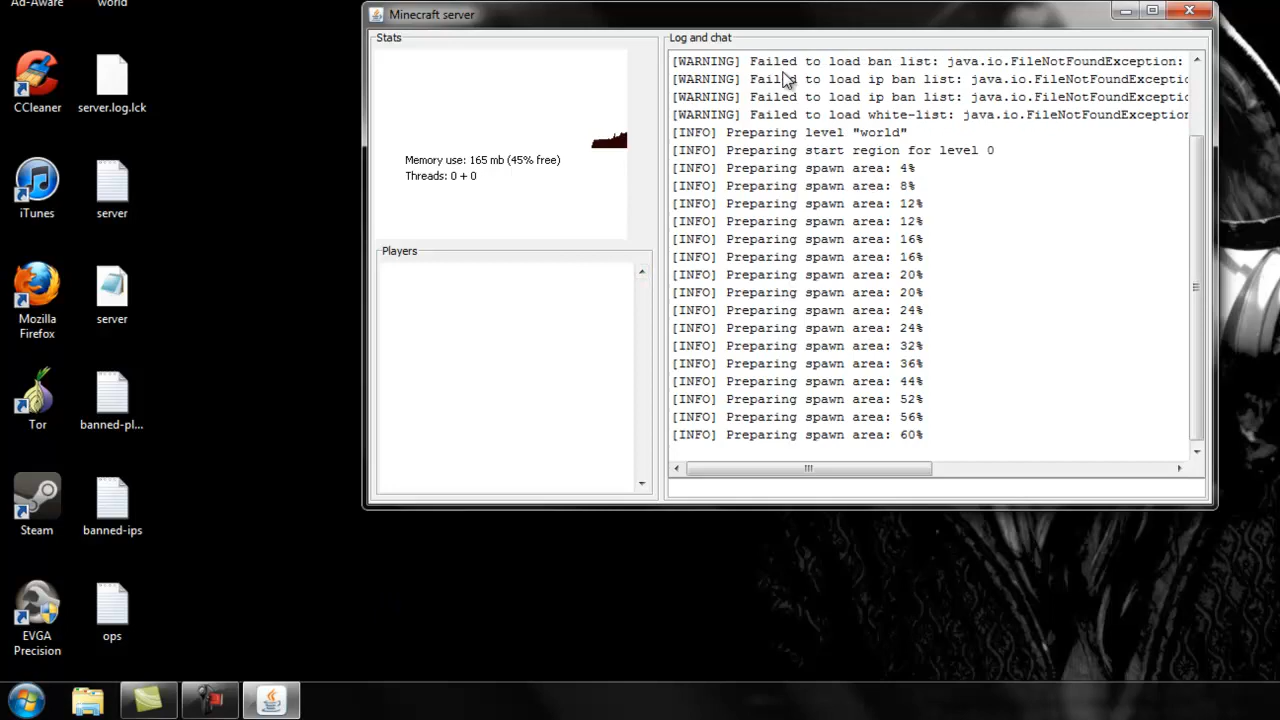 Ad-Aware
world
CCleaner
server.log.lck
iTunes
server
Mozilla
Firefox
server
Tor
banned-pl...
Steam
banned-ips
EVGA
Precision
ops
Minecraft server
Stats
Memory use: 165 mb (45% free)
Threads: 0 + 0
Players
Log and chat
[WARNING] Failed to load ban list: java.io.FileNotFoundException:
[WARNING] Failed to load ip ban list: java.io.FileNotFoundExceptio
[WARNING] Failed to load ip ban list: java.io.FileNotFoundExceptio
[WARNING] Failed to load white-list: java.io.FileNotFoundException
[INFO] Preparing level "world"
[INFO] Preparing start region for level 0
[INFO] Preparing spawn area: 4%
[INFO] Preparing spawn area: 8%
[INFO] Preparing spawn area: 12%
[INFO] Preparing spawn area: 12%
[INFO] Preparing spawn area: 16%
[INFO] Preparing spawn area: 16%
[INFO] Preparing spawn area: 20%
[INFO] Preparing spawn area: 20%
[INFO] Preparing spawn area: 24%
[INFO] Preparing spawn area: 24%
[INFO] Preparing spawn area: 32%
[INFO] Preparing spawn area: 36%
[INFO] Preparing spawn area: 44%
[INFO] Preparing spawn area: 52%
[INFO] Preparing spawn area: 56%
[INFO] Preparing spawn area: 60%